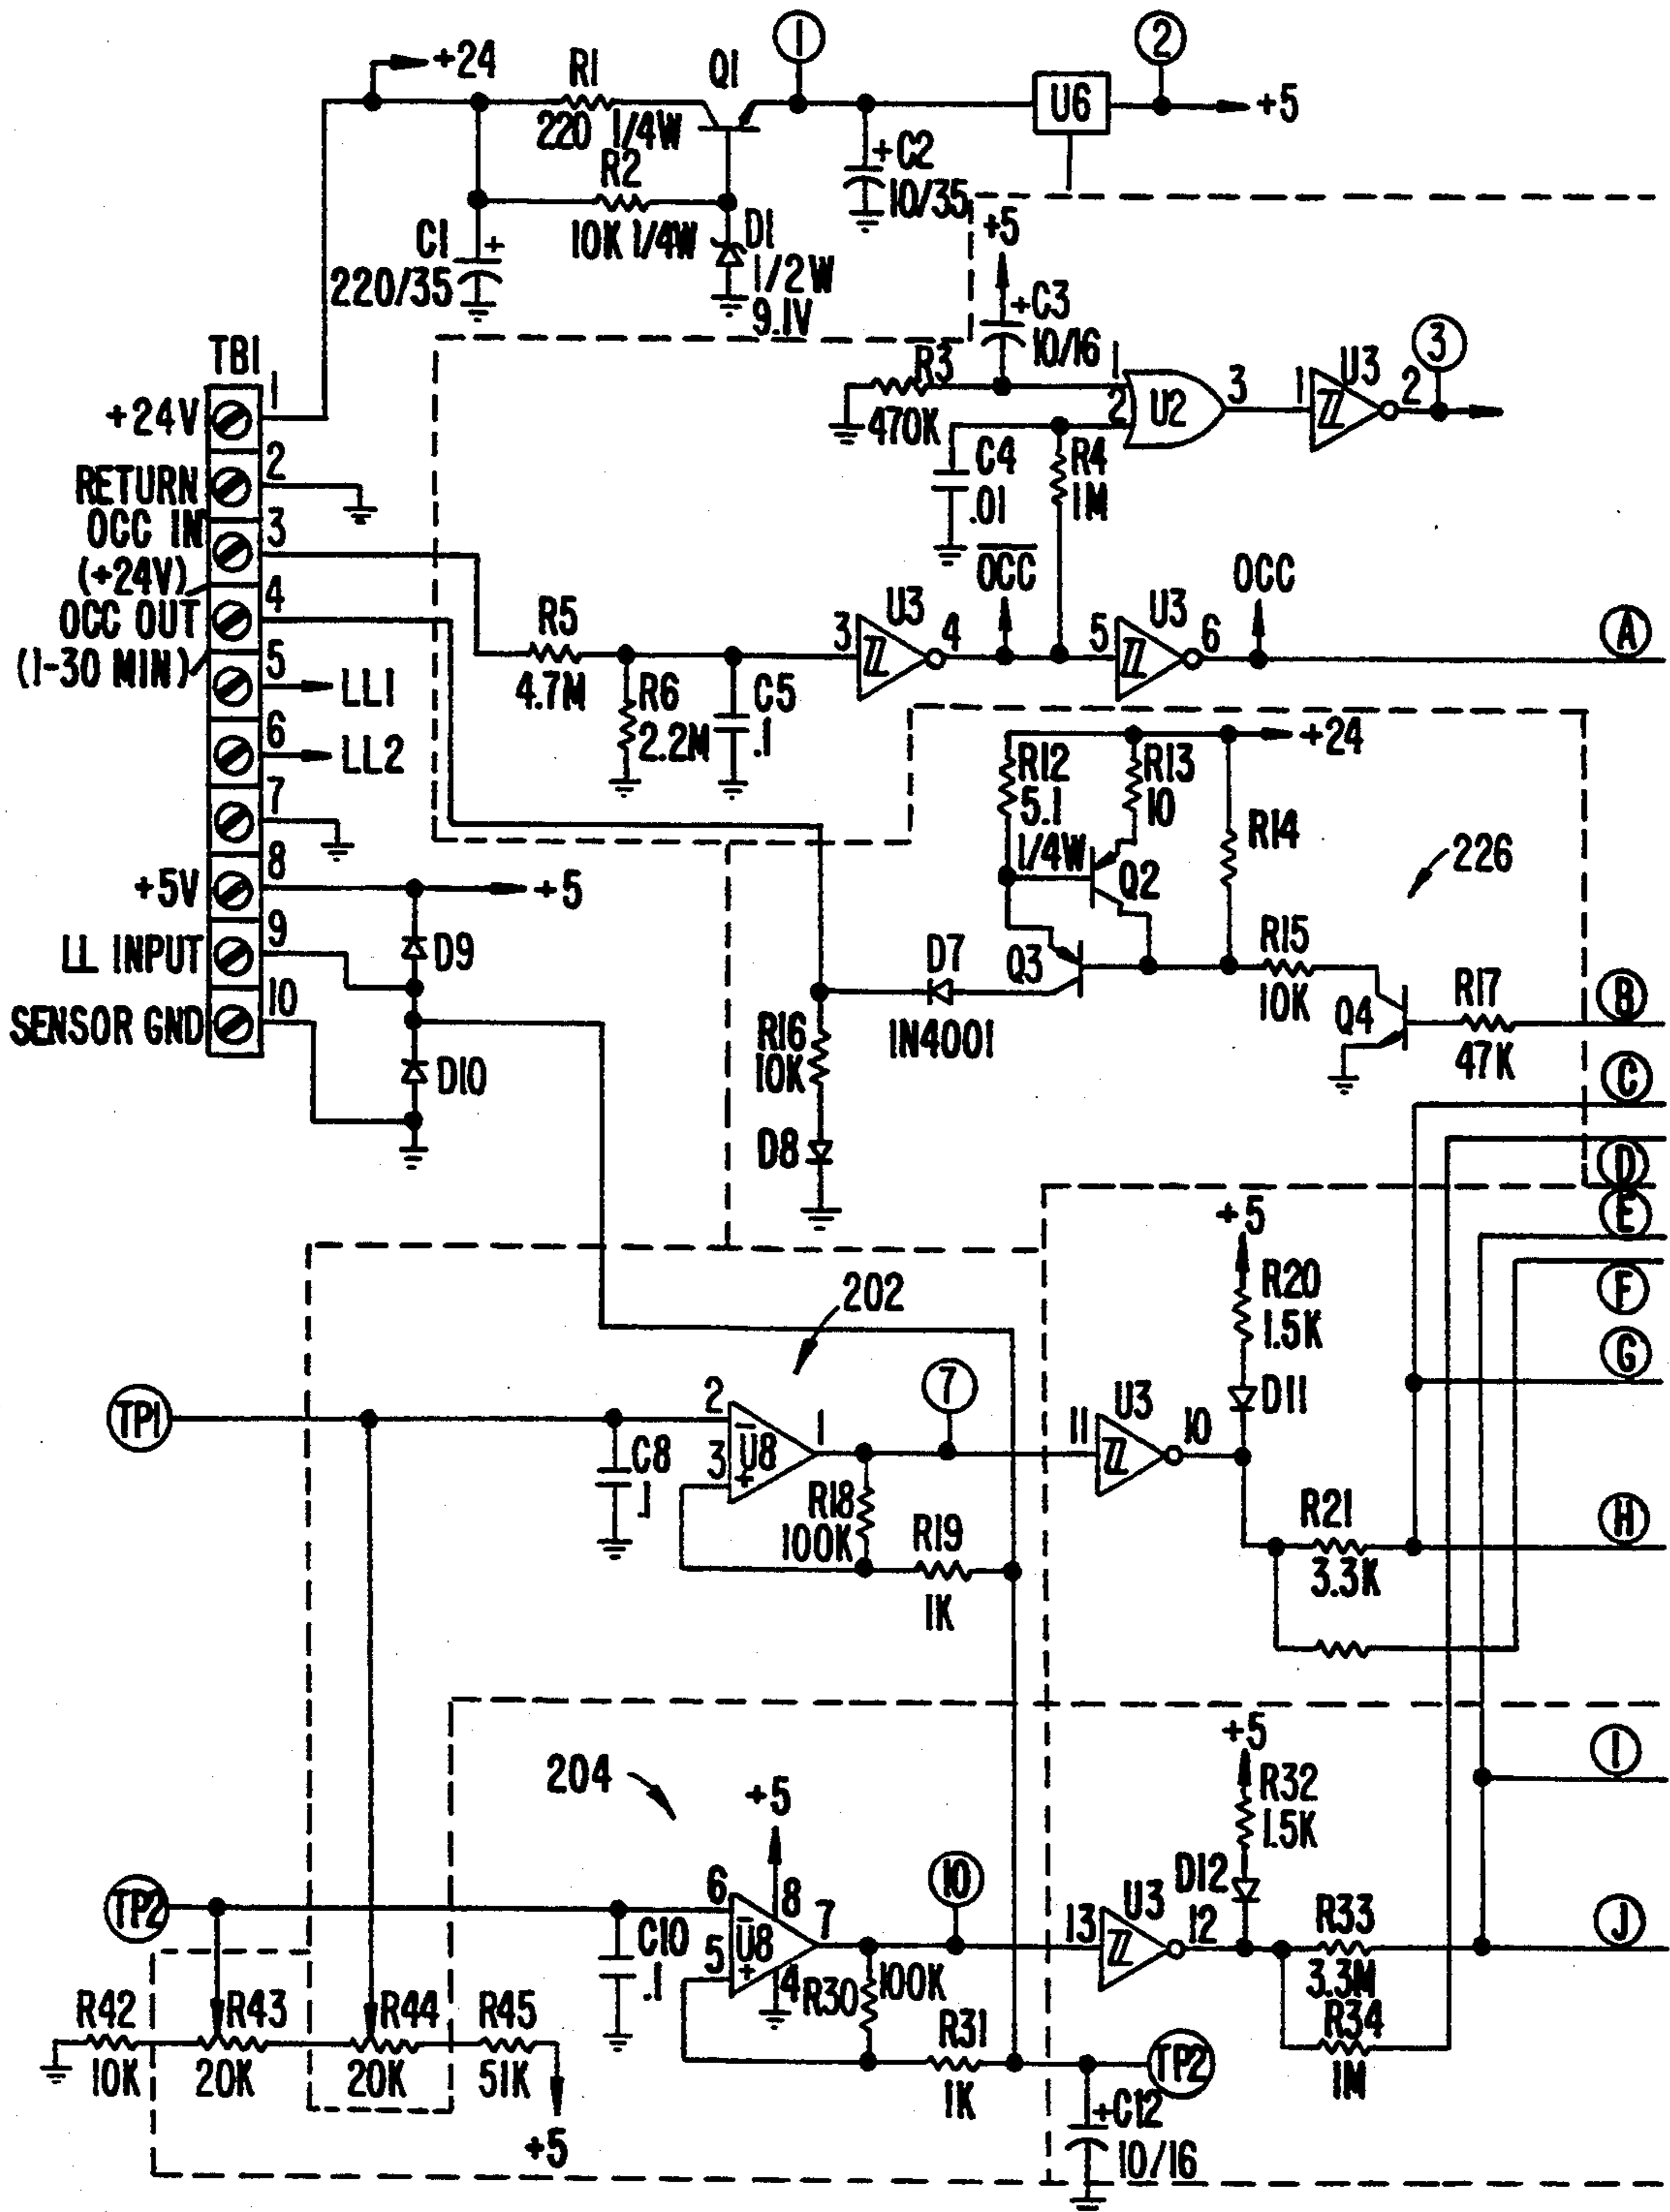 +24
R1
220 1/4W
Q1
1
2
U6
+5
R2
10K 1/4W
C1
+
220/35
D1
1/2W
9.1V
+C2
10/35
+5
+C3
10/16
R3
470K
1
2
U2
3
1
U3
2
3
C4
.01
R4
1M
TB1
+24V
1
RETURN
2
OCC IN
(+24V)
3
OCC OUT
(1-30 MIN)
4
5
LL1
6
LL2
7
+5V
8
+5
LL INPUT
9
SENSOR GND
10
D9
D10
R5
4.7M
R6
2.2M
C5
.1
3
U3
4
OCC
5
U3
6
OCC
A
+24
R12
5.1
1/4W
R13
10
R14
Q2
226
Q3
D7
1N4001
R15
10K
Q4
R17
47K
B
R16
10K
D8
C
D
E
F
G
H
202
+5
R20
1.5K
D11
TP1
2
3
1
U8
−
+
C8
.1
R18
100K
R19
1K
7
11
U3
10
R21
3.3K
204
+5
+5
R32
1.5K
D12
I
TP2
6
5
8
7
4
U8
−
+
C10
.1
R30
100K
R31
1K
10
13
U3
12
R33
3.3M
R34
1M
J
R42
10K
R43
20K
R44
20K
R45
51K
+5
TP2
+C12
10/16